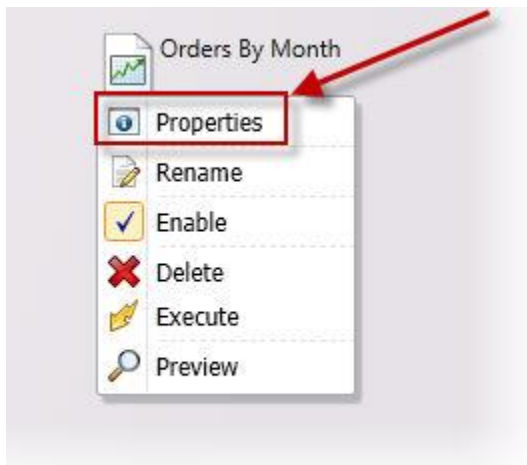 Orders By Month
Properties
Rename
Enable
Delete
Execute
Preview